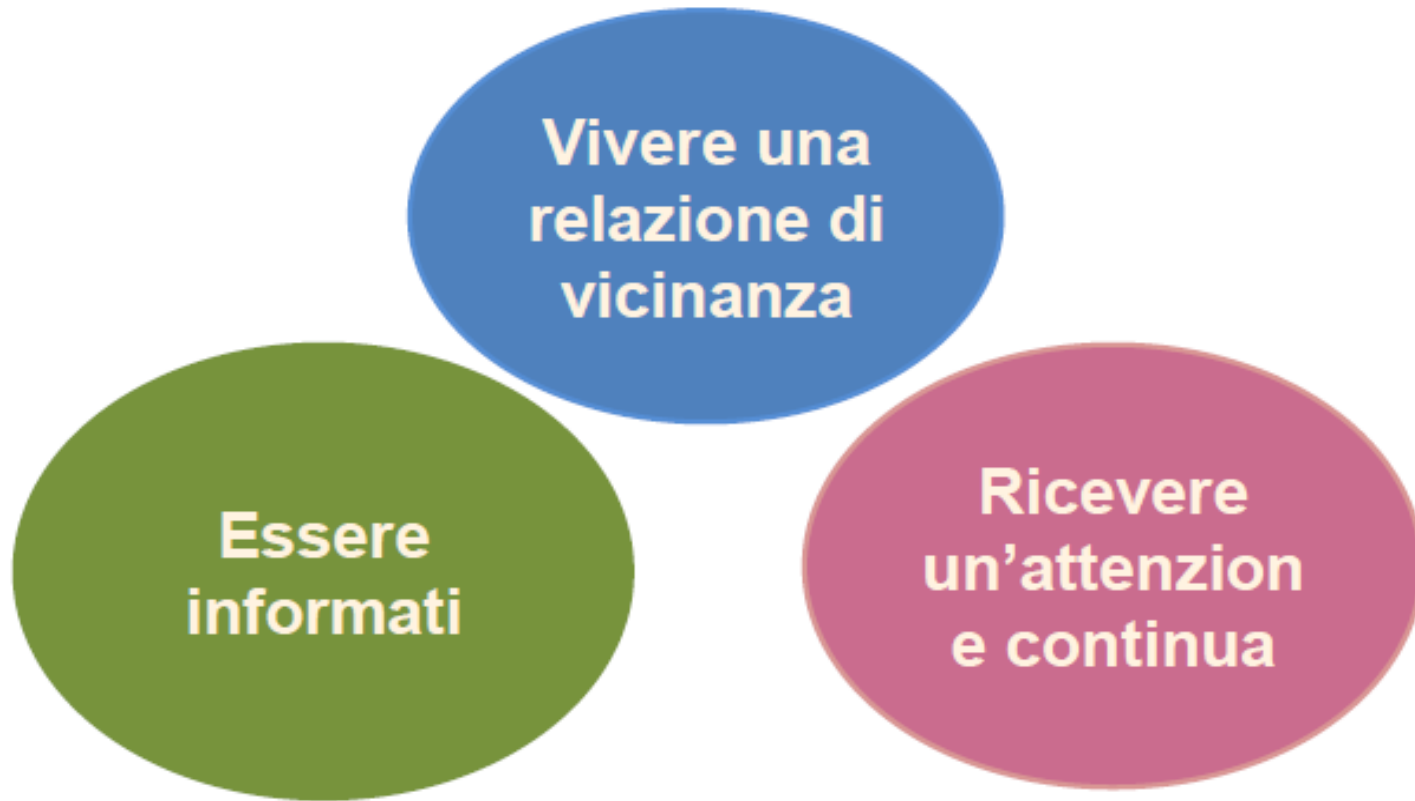 Vivere una
relazione di
vicinanza
Essere
informati
Ricevere
un’attenzion
e continua